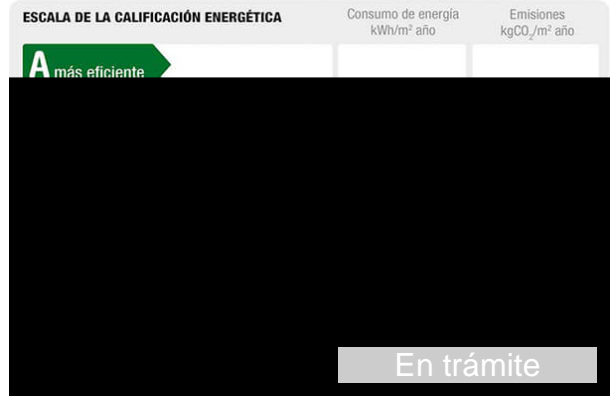 ESCALA DE LA CALIFICACIÓN ENERGÉTICA
Consumo de energía
kWh/m² año
Emisiones
kgCO₂/m² año
A más eficiente
En trámite